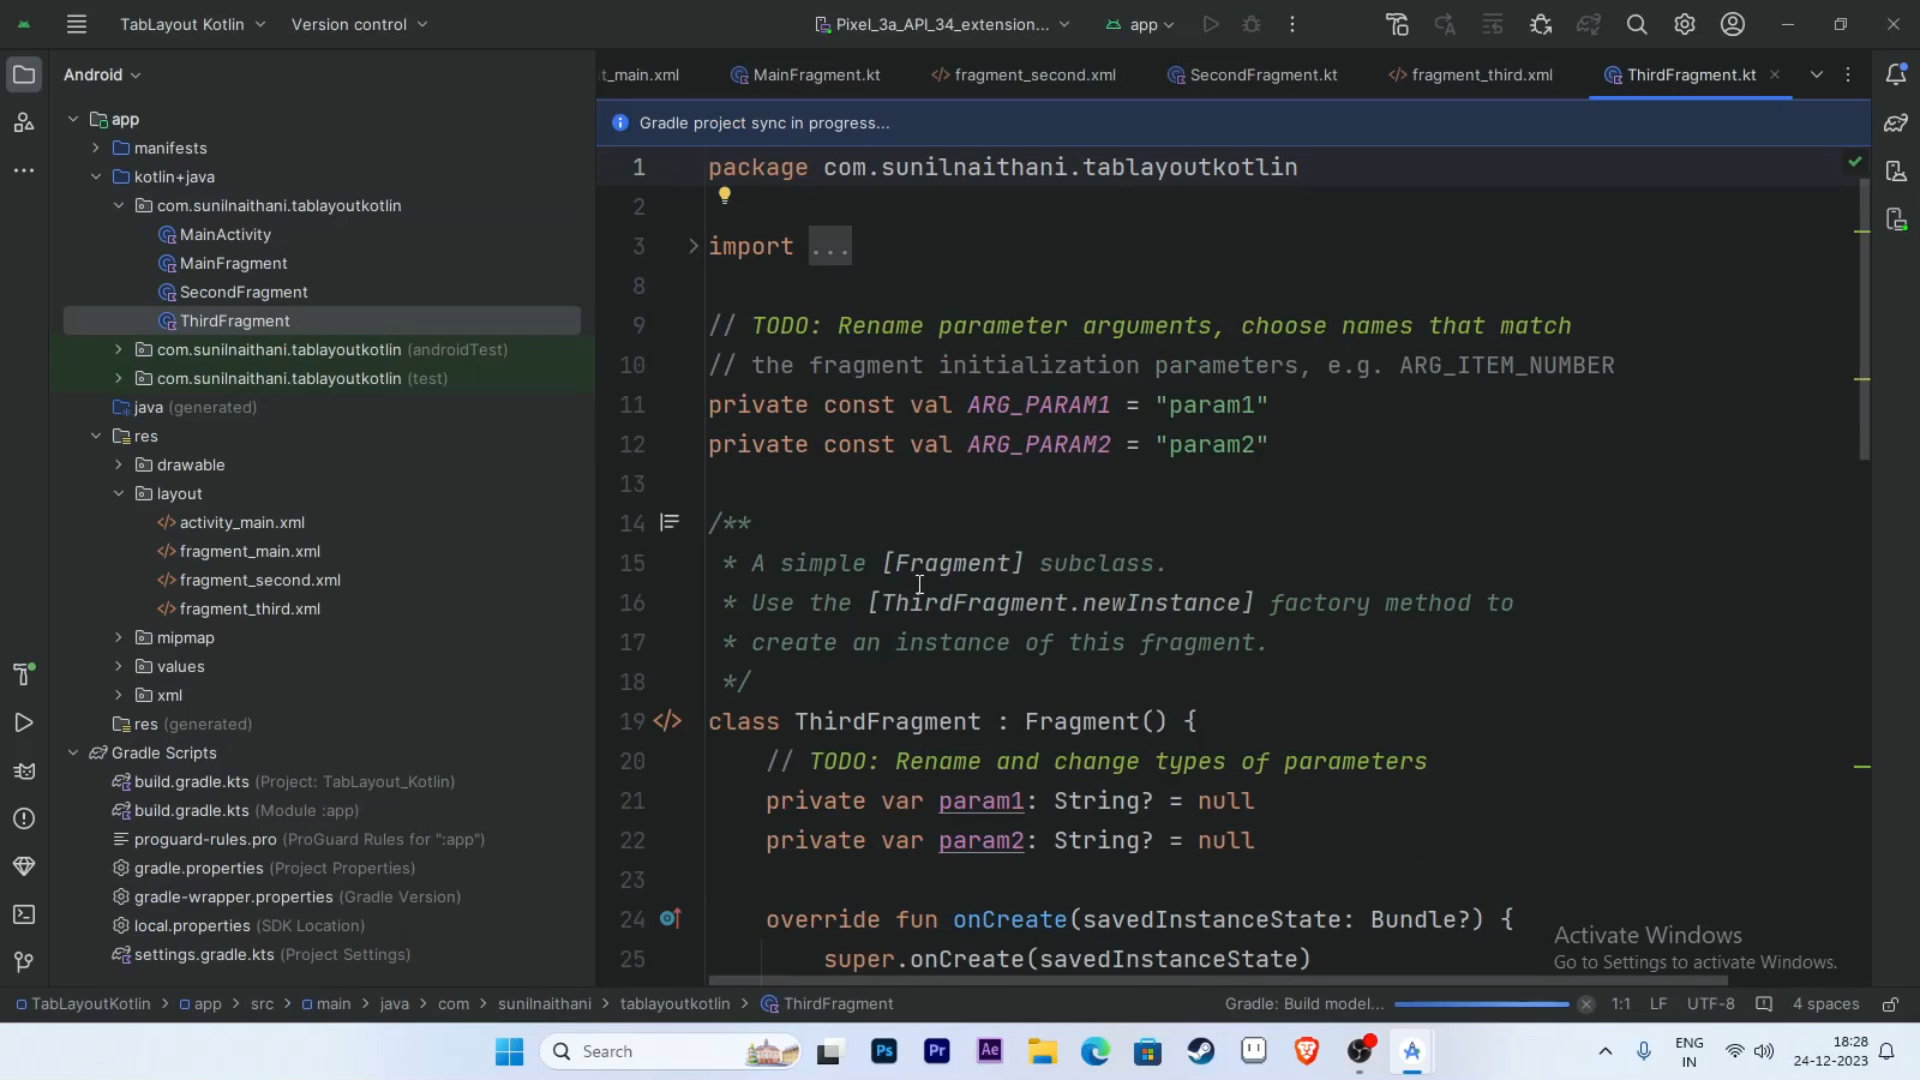 TabLayout Kotlin
Version control
Pixel_3a_API_34_extension...
app
Android
t_main.xml
MainFragment.kt
fragment_second.xml
SecondFragment.kt
fragment_third.xml
ThirdFragment.kt
Gradle project sync in progress...
app
manifests
kotlin+java
com.sunilnaithani.tablayoutkotlin
MainActivity
MainFragment
SecondFragment
ThirdFragment
com.sunilnaithani.tablayoutkotlin (androidTest)
com.sunilnaithani.tablayoutkotlin (test)
java (generated)
res
drawable
layout
activity_main.xml
fragment_main.xml
fragment_second.xml
fragment_third.xml
mipmap
values
xml
res (generated)
Gradle Scripts
build.gradle.kts (Project: TabLayout_Kotlin)
build.gradle.kts (Module :app)
proguard-rules.pro (ProGuard Rules for ":app")
gradle.properties (Project Properties)
gradle-wrapper.properties (Gradle Version)
local.properties (SDK Location)
settings.gradle.kts (Project Settings)
1 package com.sunilnaithani.tablayoutkotlin
2
3 import ...
8
9 // TODO: Rename parameter arguments, choose names that match
10 // the fragment initialization parameters, e.g. ARG_ITEM_NUMBER
11 private const val ARG_PARAM1 = "param1"
12 private const val ARG_PARAM2 = "param2"
13
14 /**
15 * A simple [Fragment] subclass.
16 * Use the [ThirdFragment.newInstance] factory method to
17 * create an instance of this fragment.
18 */
19 class ThirdFragment : Fragment() {
20 // TODO: Rename and change types of parameters
21 private var param1: String? = null
22 private var param2: String? = null
23
24 override fun onCreate(savedInstanceState: Bundle?) {
25 super.onCreate(savedInstanceState)
Activate Windows
Go to Settings to activate Windows.
TabLayoutKotlin > app > src > main > java > com > sunilnaithani > tablayoutkotlin > ThirdFragment
Gradle: Build model...
1:1 LF UTF-8 4 spaces
Search
Ps
Pr
Ae
ENG
IN
18:28
24-12-2023